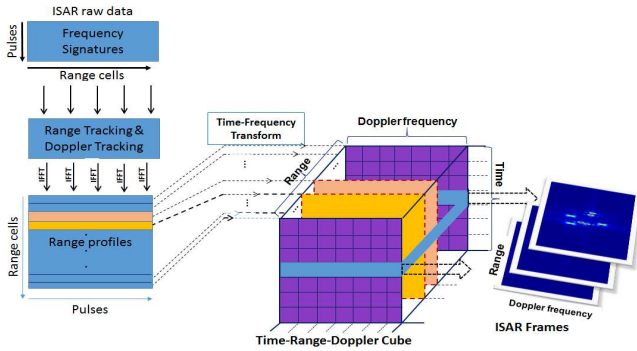 ISAR raw data
Pulses
Frequency
Signatures
Range cells
Range Tracking &
Doppler Tracking
IFFT
IFFT
IFFT
IFFT
IFFT
Range cells
Range profiles
Pulses
Time-Frequency
Transform
Range
Doppler frequency
Time
Time-Range-Doppler Cube
Range
Doppler frequency
ISAR Frames